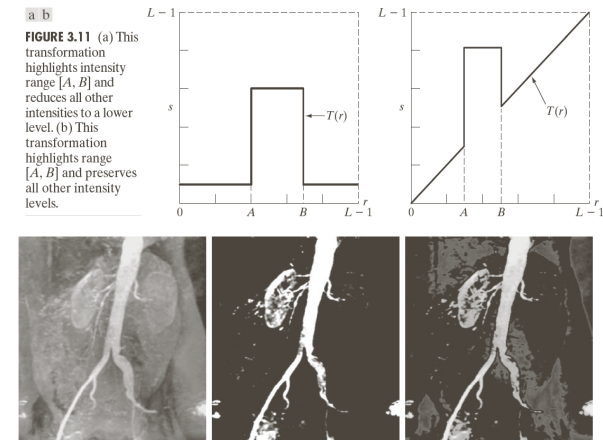 a b
FIGURE 3.11 (a) This
transformation
highlights intensity
range [A, B] and
reduces all other
intensities to a lower
level. (b) This
transformation
highlights range
[A, B] and preserves
all other intensity
levels.
L − 1
s
T(r)
0
A
B
L − 1
r
L − 1
s
T(r)
0
A
B
L − 1
r